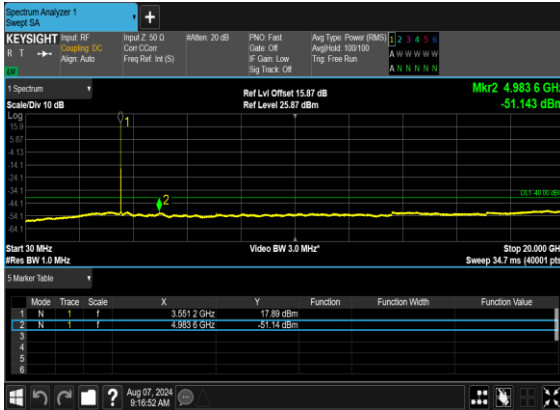 Spectrum Analyzer 1
Swept SA
+
KEYSIGHT Input: RF Input Z: 50 Ω #Atten: 20 dB PNO: Fast Avg Type: Power (RMS) 1 2 3 4 5 6
R T Coupling: DC Corr CCorr Gate: Off Avg|Hold: 100/100 A W W W W W
Align: Auto Freq Ref: Int (S) IF Gain: Low Trig: Free Run
Sig Track: Off A N N N N N
1 Spectrum Ref Lvl Offset 15.87 dB Mkr2 4.983 6 GHz
Scale/Div 10 dB Ref Level 25.87 dBm -51.143 dBm
Log
15.9
5.87
-4.13
-14.1
-24.1
-34.1
-44.1
-54.1
-64.1
1
2
DL1 -40.00 dBm
Start 30 MHz Video BW 3.0 MHz* Stop 20.000 GHz
#Res BW 1.0 MHz Sweep 34.7 ms (40001 pts)
5 Marker Table
Mode Trace Scale X Y Function Function Width Function Value
1 N 1 f 3.551 2 GHz 17.89 dBm
2 N 1 f 4.983 6 GHz -51.14 dBm
3
4
5
6
? Aug 07, 2024
9:16:52 AM